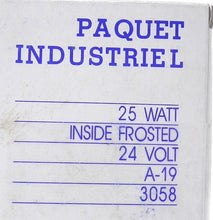 PAQUET
INDUSTRIEL
25 WATT
INSIDE FROSTED
24 VOLT
A-19
3058